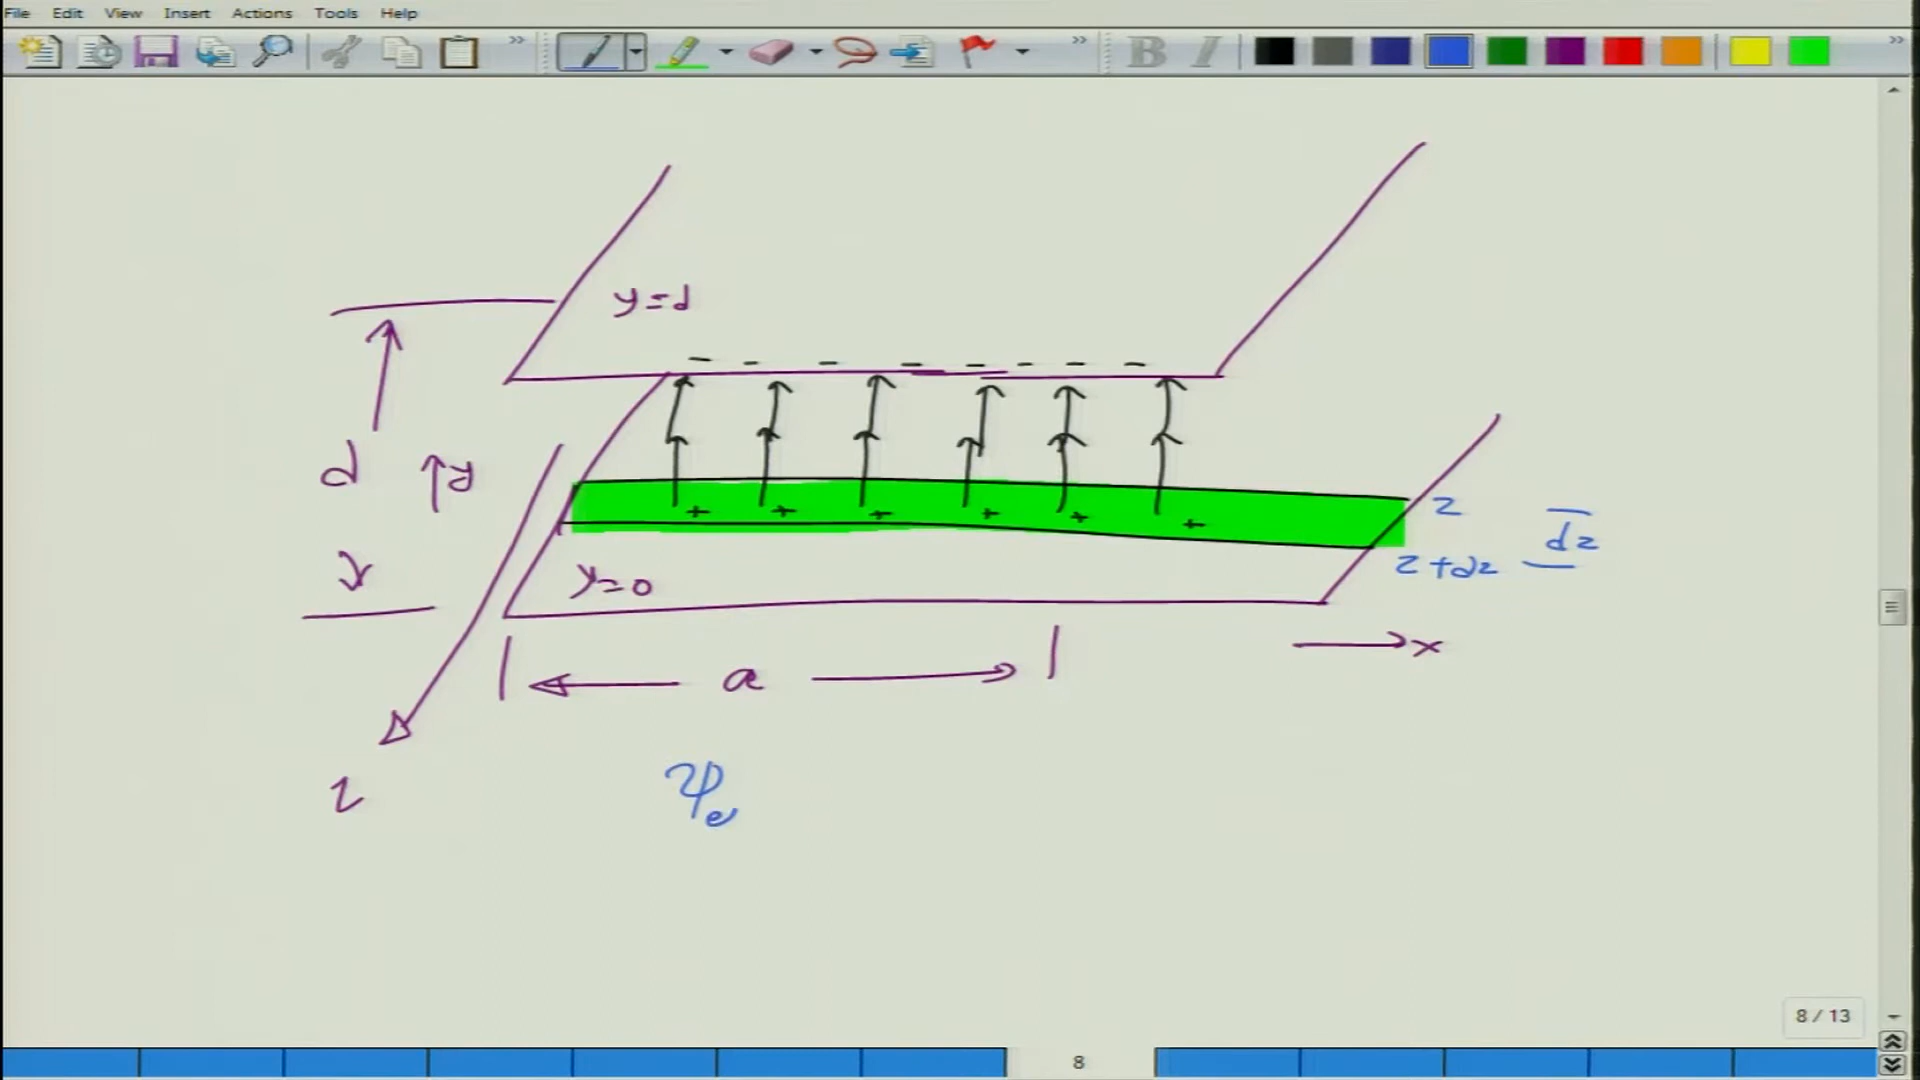 File Edit View Insert Actions Tools Help
B I
y=d
- - - - - - - -
d
y
z
+ + + + + +
dz
z+dz
y=0
x
a
z
ψe
8 / 13
8